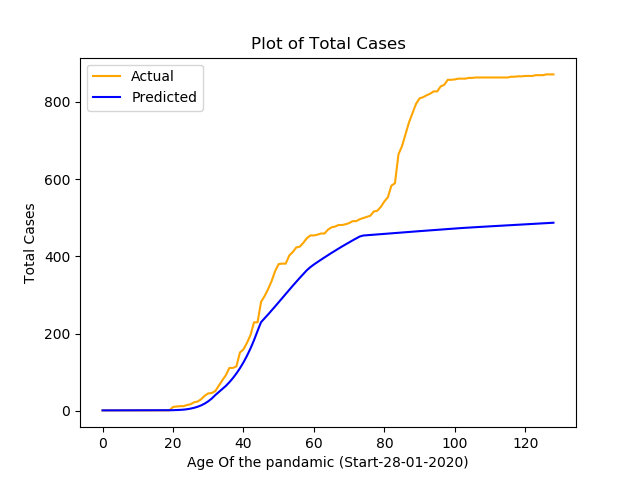 Plot of Total Cases
Actual
Predicted
Total Cases
800
600
400
200
0
0 20 40 60 80 100 120
Age Of the pandamic (Start-28-01-2020)